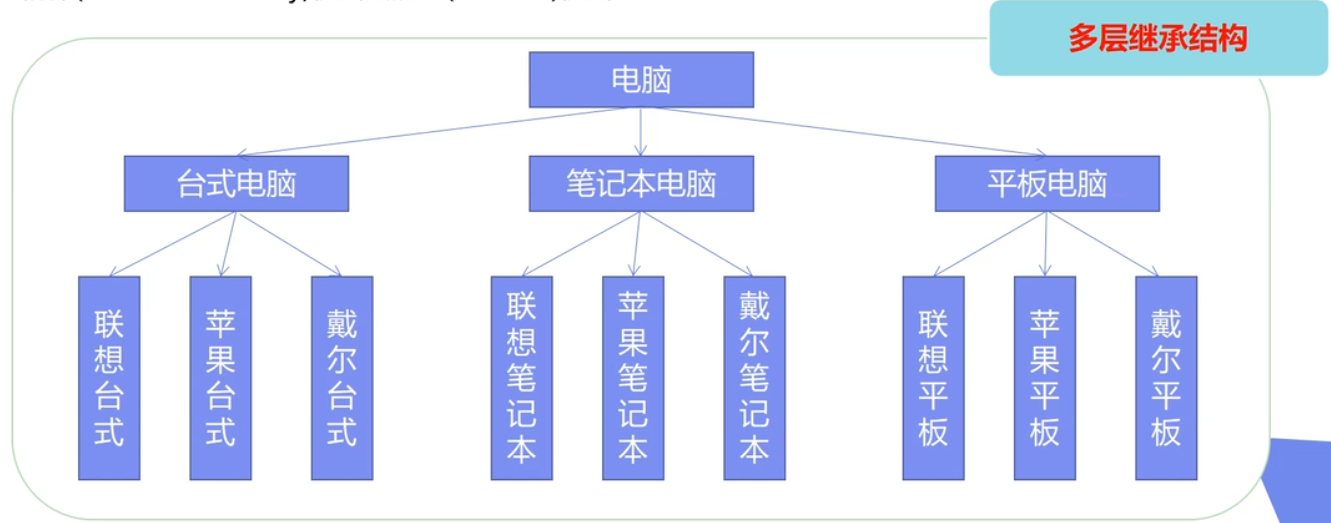 多层继承结构
电脑
台式电脑
笔记本电脑
平板电脑
联想台式
苹果台式
戴尔台式
联想笔记本
苹果笔记本
戴尔笔记本
联想平板
苹果平板
戴尔平板